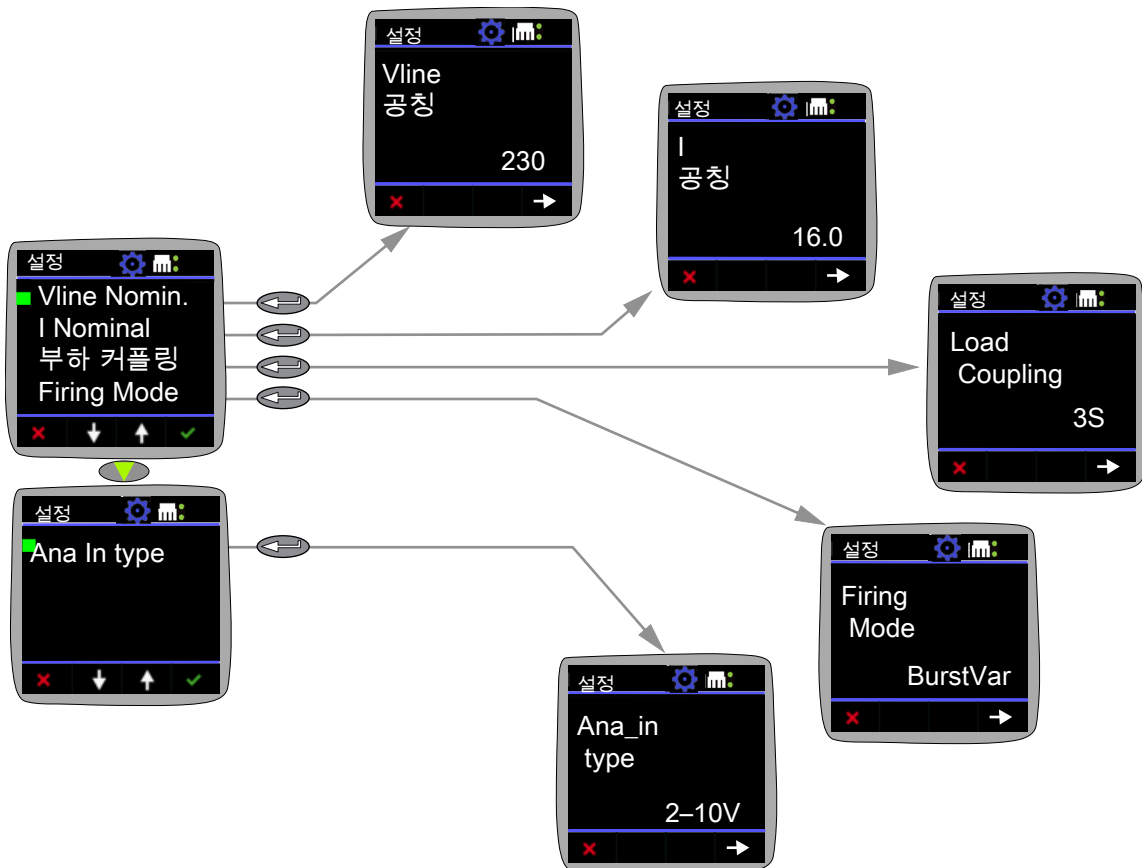 설정
Vline
공칭
230
설정
I
공칭
16.0
설정
Vline Nomin.
I Nominal
부하 커플링
Firing Mode
설정
Load
Coupling
3S
설정
Ana In type
설정
Firing
Mode
BurstVar
설정
Ana_in
type
2–10V